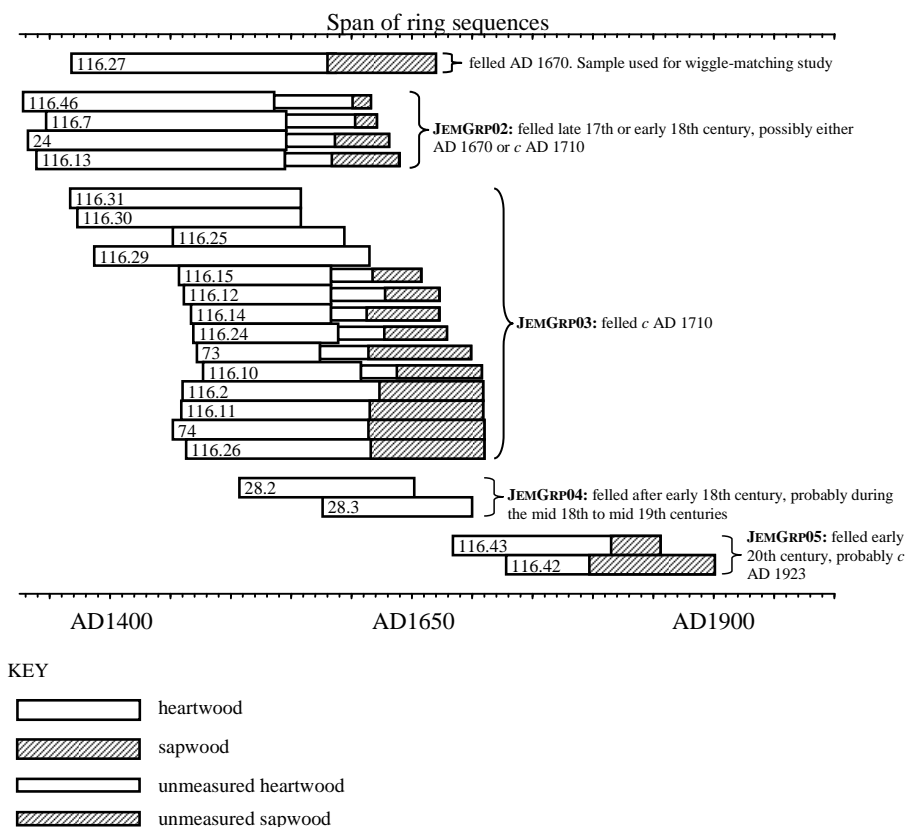 Span of ring sequences
116.27
felled AD 1670. Sample used for wiggle-matching study
116.46
116.7
24
116.13
JEMGRP02: felled late 17th or early 18th century, possibly either
AD 1670 or c AD 1710
116.31
116.30
116.25
116.29
116.15
116.12
116.14
116.24
73
116.10
116.2
116.11
74
116.26
JEMGRP03: felled c AD 1710
28.2
28.3
JEMGRP04: felled after early 18th century, probably during
the mid 18th to mid 19th centuries
116.43
116.42
JEMGRP05: felled early
20th century, probably c
AD 1923
AD1400 AD1650 AD1900
KEY
heartwood
sapwood
unmeasured heartwood
unmeasured sapwood